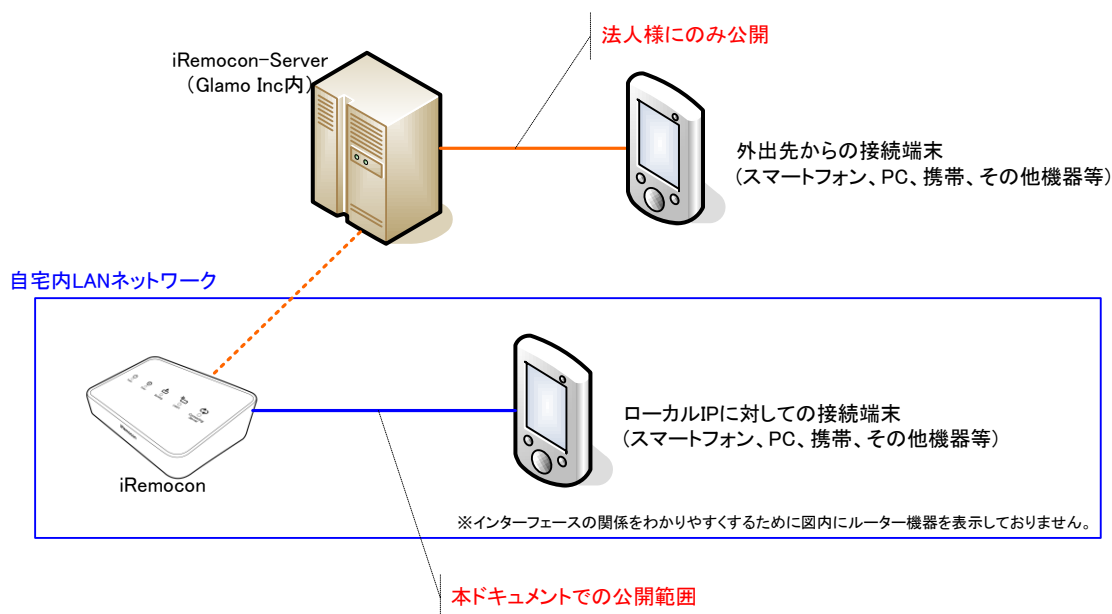 法人様にのみ公開
iRemocon-Server
(Glamo Inc内)
外出先からの接続端末
(スマートフォン、PC、携帯、その他機器等)
自宅内LANネットワーク
ローカルIPに対しての接続端末
(スマートフォン、PC、携帯、その他機器等)
iRemocon
※インターフェースの関係をわかりやすくするために図内にルーター機器を表示しておりません。
本ドキュメントでの公開範囲